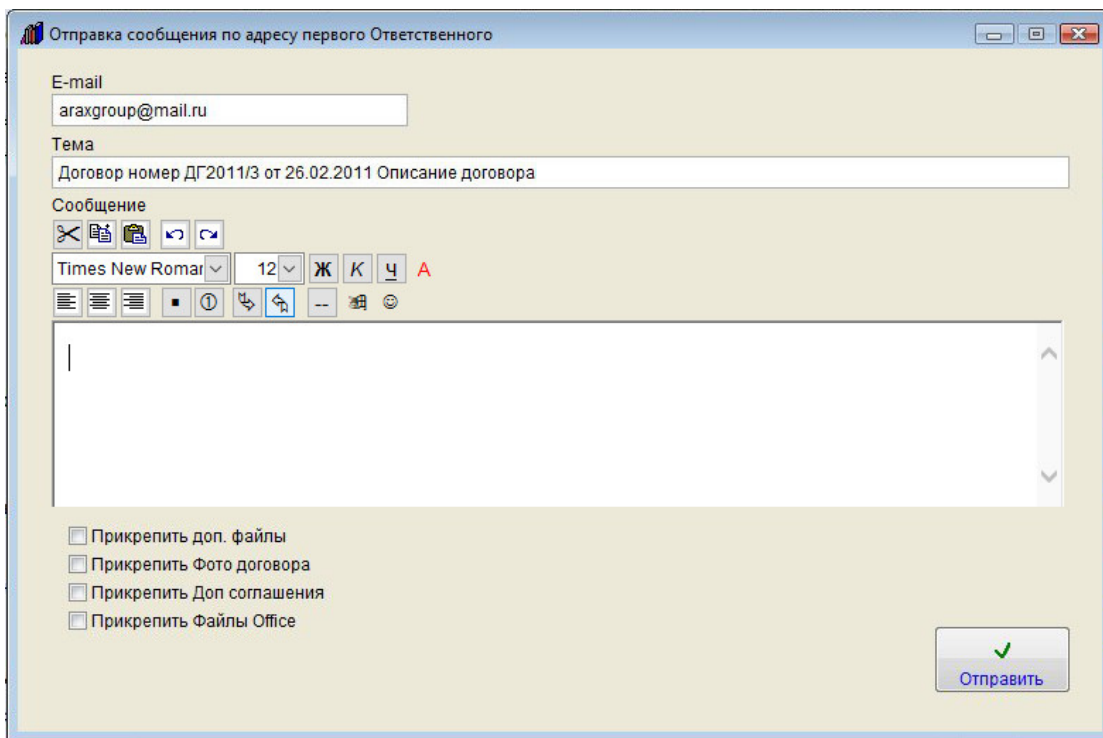 Отправка сообщения по адресу первого Ответственного
E-mail
araxgroup@mail.ru
Тема
Договор номер ДГ2011/3 от 26.02.2011 Описание договора
Сообщение
Times New Romar 12 Ж К Ч А
① --
Прикрепить доп. файлы
Прикрепить Фото договора
Прикрепить Доп соглашения
Прикрепить Файлы Office
Отправить